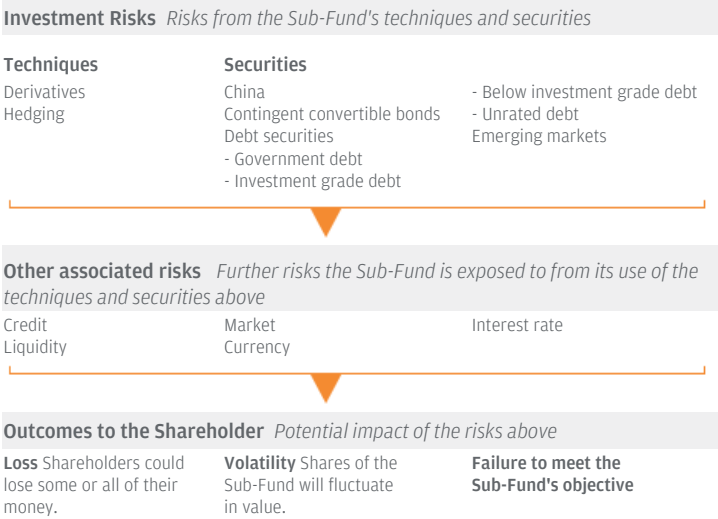 Investment Risks Risks from the Sub-Fund's techniques and securities
Techniques
Derivatives
Hedging
Securities
China
Contingent convertible bonds
Debt securities
- Government debt
- Investment grade debt
- Below investment grade debt
- Unrated debt
Emerging markets
Other associated risks Further risks the Sub-Fund is exposed to from its use of the
techniques and securities above
Credit
Liquidity
Market
Currency
Interest rate
Outcomes to the Shareholder Potential impact of the risks above
Loss Shareholders could
lose some or all of their
money.
Volatility Shares of the
Sub-Fund will fluctuate
in value.
Failure to meet the
Sub-Fund's objective